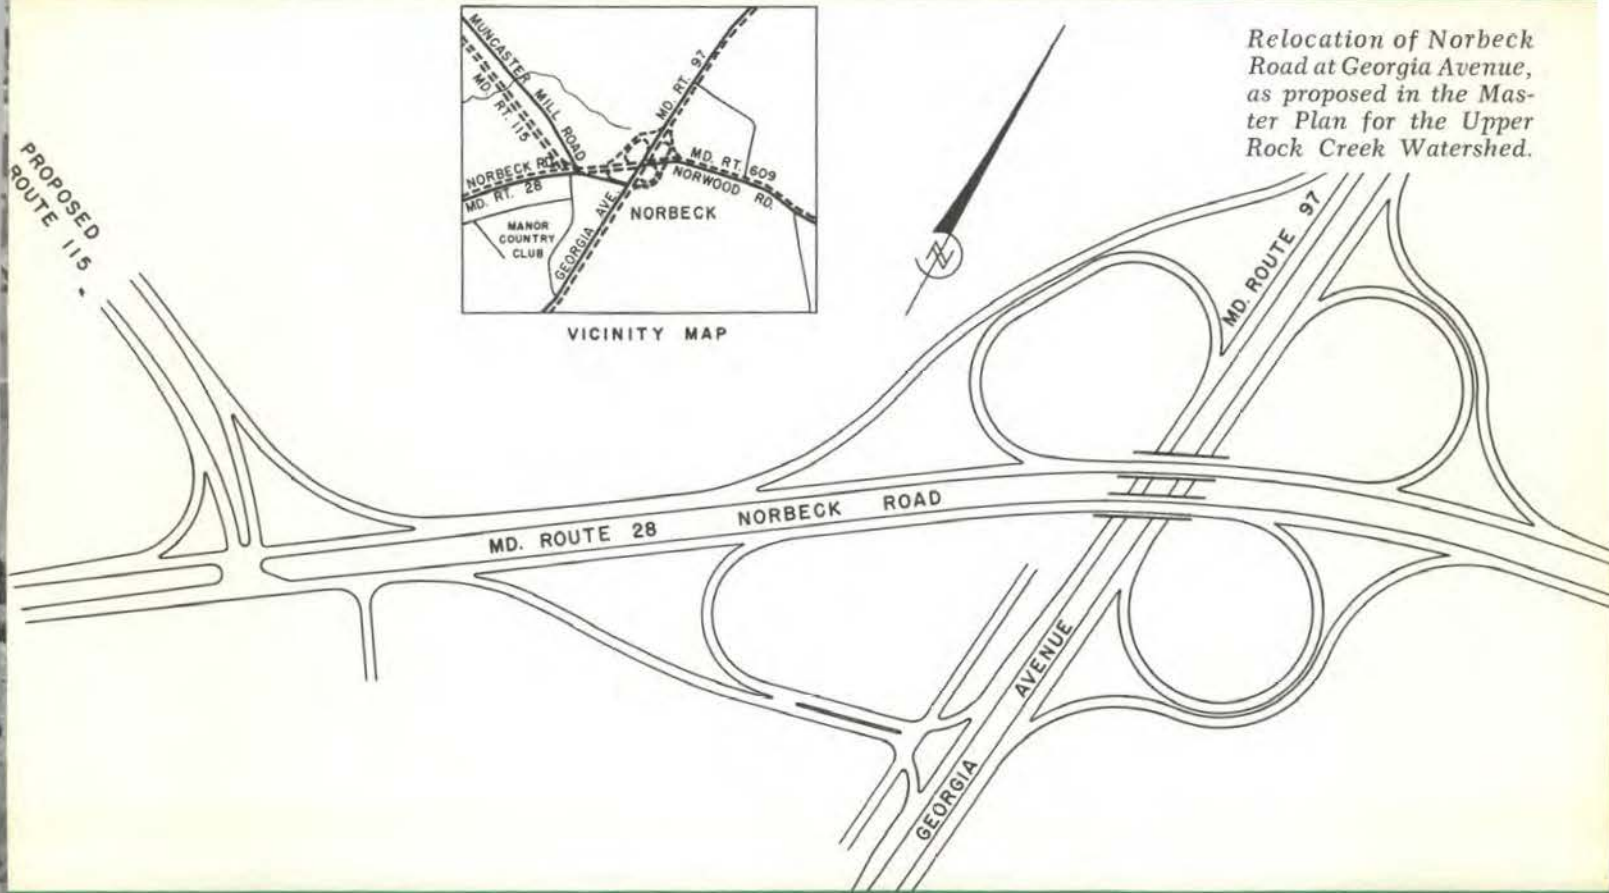 Relocation of Norbeck
Road at Georgia Avenue,
as proposed in the Mas-
ter Plan for the Upper
Rock Creek Watershed.
MUNCASTER MILL ROAD
MD. RT. 115
MD. RT. 97
NORBECK ROAD
MD. RT. 28
MD. RT. 609
NORWOOD RD.
MANOR
COUNTRY
CLUB
GEORGIA AVE.
NORBECK
VICINITY MAP
N
PROPOSED
ROUTE 115
MD. ROUTE 97
MD. ROUTE 28 NORBECK ROAD
GEORGIA AVENUE